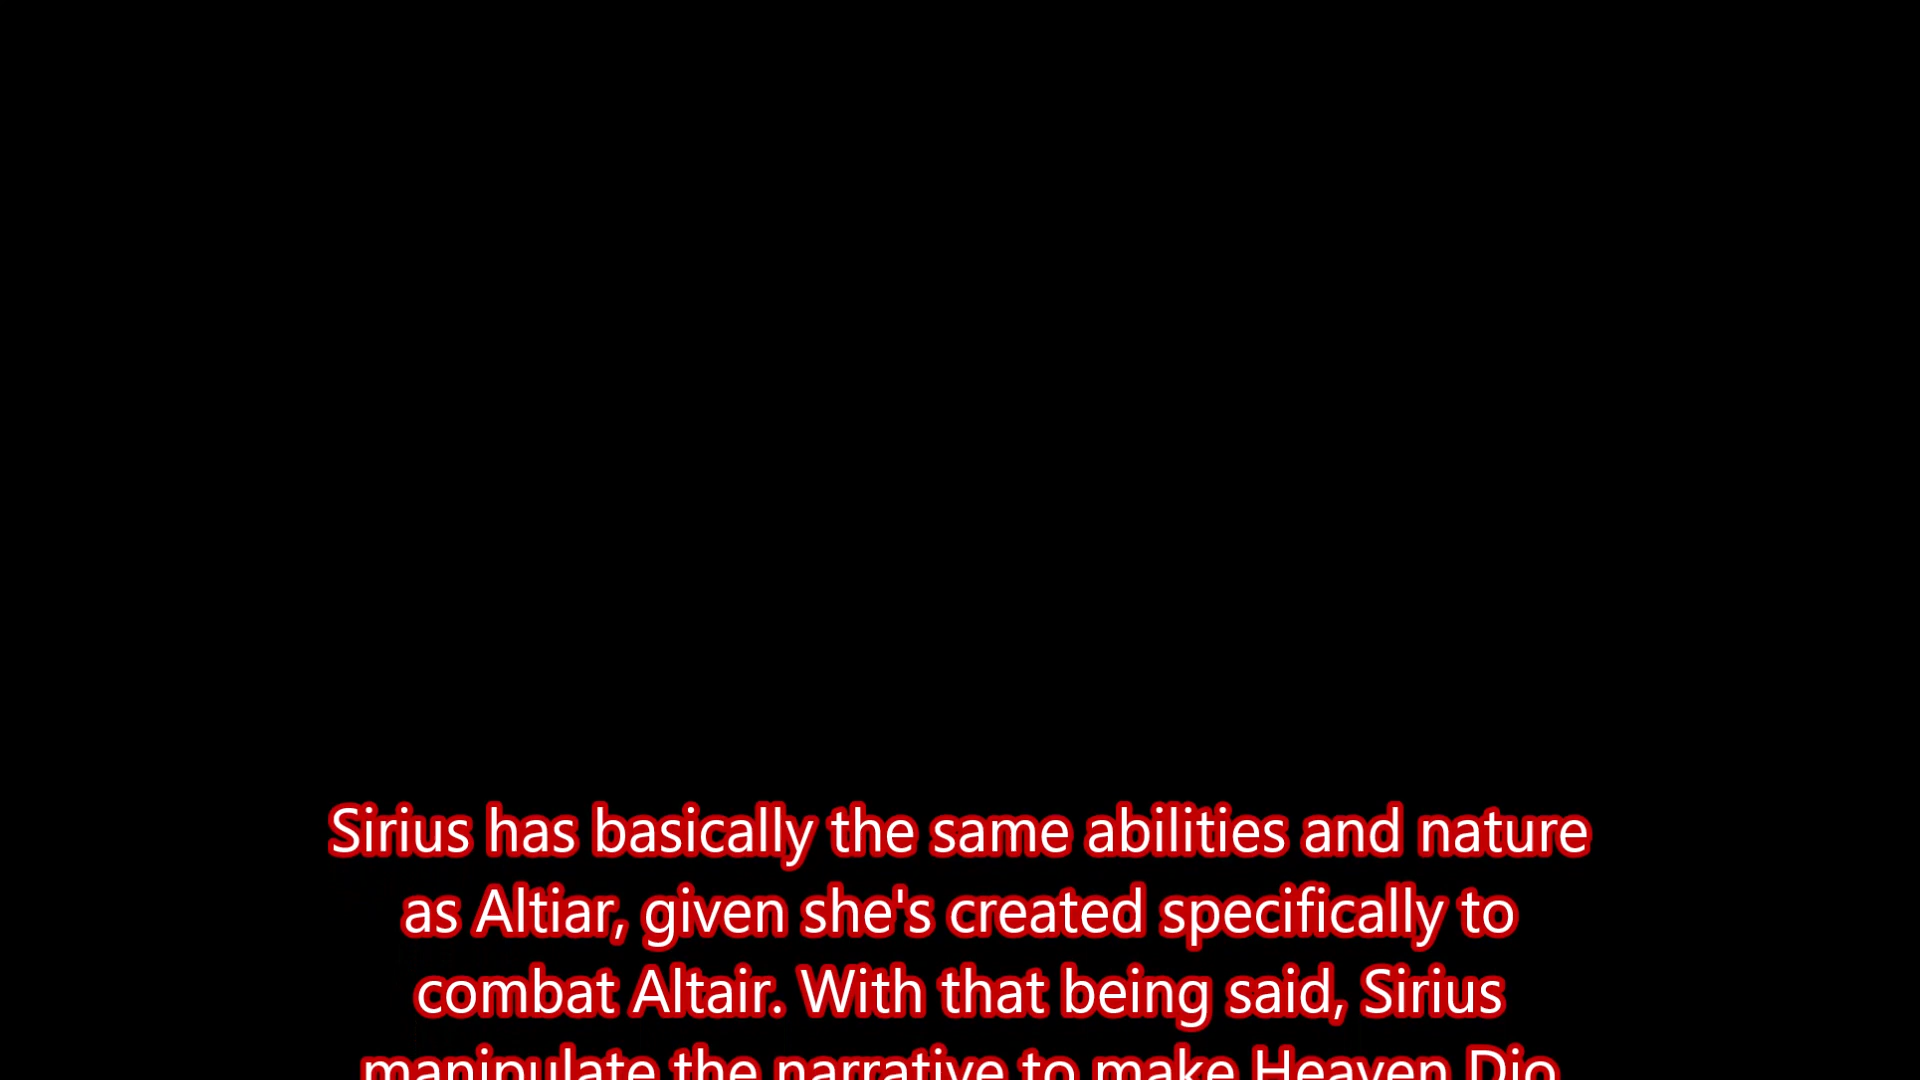 Sirius has basically the same abilities and nature
as Altiar, given she's created specifically to
combat Altair. With that being said, Sirius
manipulate the narrative to make Heaven Dio